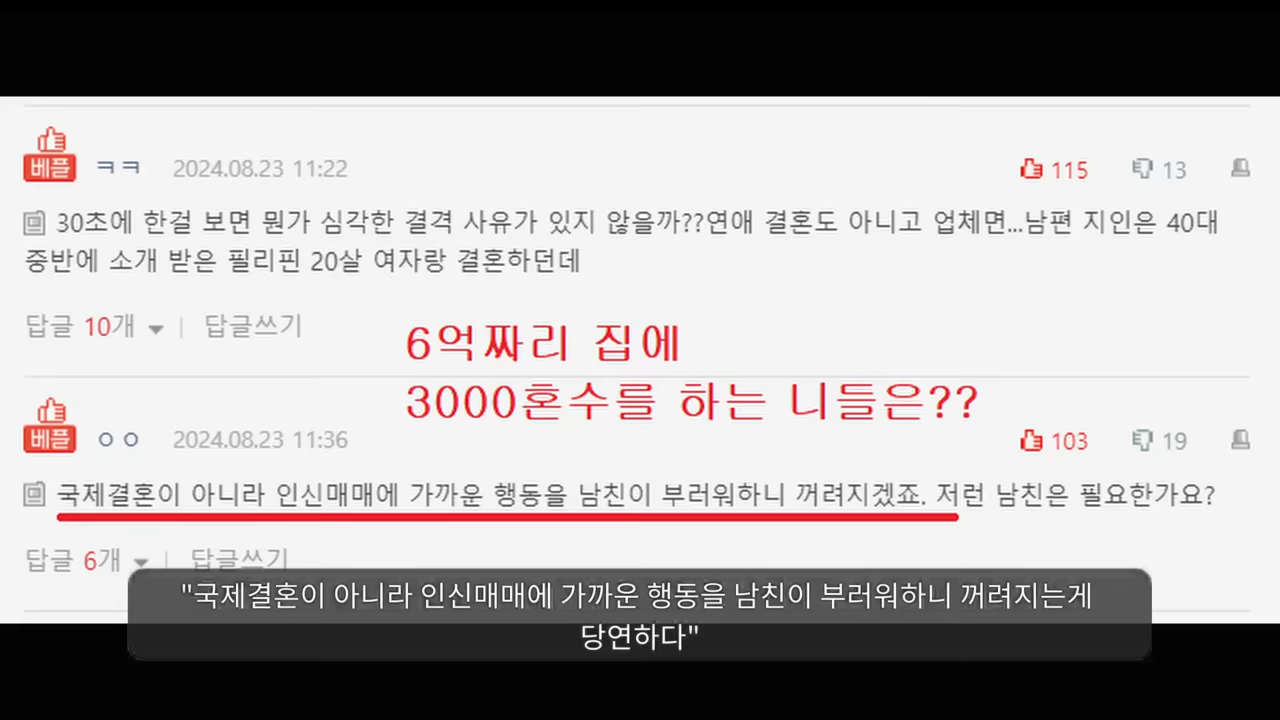 베플 ㅋㅋ 2024.08.23 11:22 115 13
30초에 한걸 보면 뭔가 심각한 결격 사유가 있지 않을까??연애 결혼도 아니고 업체면...남편 지인은 40대
중반에 소개 받은 필리핀 20살 여자랑 결혼하던데
답글 10개 답글쓰기
6억짜리 집에
3000혼수를 하는 니들은??
베플 ㅇㅇ 2024.08.23 11:36 103 19
국제결혼이 아니라 인신매매에 가까운 행동을 남친이 부러워하니 꺼려지겠죠. 저런 남친은 필요한가요?
답글 6개 답글쓰기
"국제결혼이 아니라 인신매매에 가까운 행동을 남친이 부러워하니 꺼려지는게
당연하다"